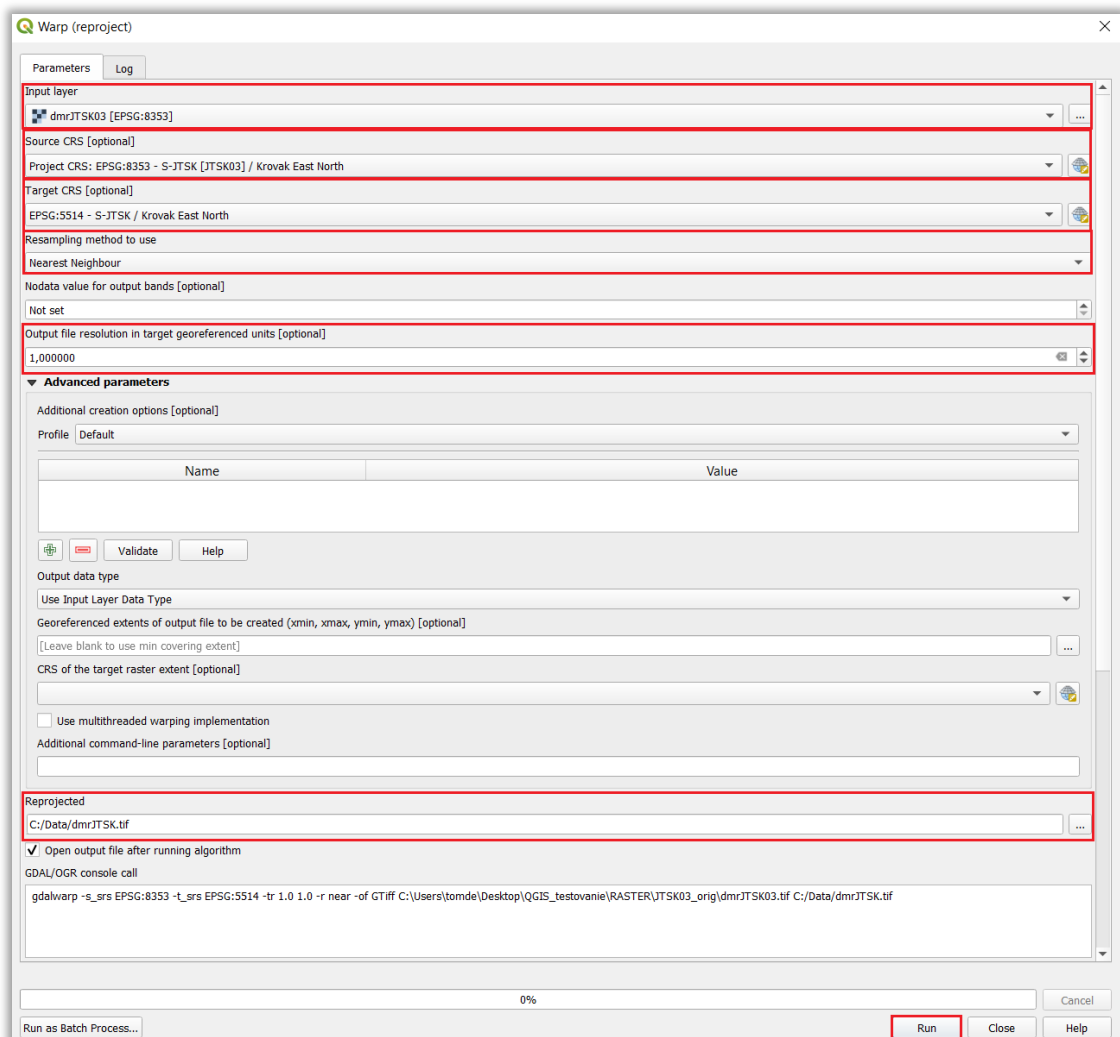 Warp (reproject)
Parameters Log
Input layer
dmrJTSK03 [EPSG:8353]
...
Source CRS [optional]
Project CRS: EPSG:8353 - S-JTSK [JTSK03] / Krovak East North
Target CRS [optional]
EPSG:5514 - S-JTSK / Krovak East North
Resampling method to use
Nearest Neighbour
Nodata value for output bands [optional]
Not set
Output file resolution in target georeferenced units [optional]
1,000000
Advanced parameters
Additional creation options [optional]
Profile Default
Name Value
Validate Help
Output data type
Use Input Layer Data Type
Georeferenced extents of output file to be created (xmin, xmax, ymin, ymax) [optional]
[Leave blank to use min covering extent]
...
CRS of the target raster extent [optional]
Use multithreaded warping implementation
Additional command-line parameters [optional]
Reprojected
C:/Data/dmrJTSK.tif
...
Open output file after running algorithm
GDAL/OGR console call
gdalwarp -s_srs EPSG:8353 -t_srs EPSG:5514 -tr 1.0 1.0 -r near -of GTiff C:\Users\tomde\Desktop\QGIS_testovanie\RASTER\JTSK03_orig\dmrJTSK03.tif C:/Data/dmrJTSK.tif
0%
Cancel
Run as Batch Process...
Run Close Help